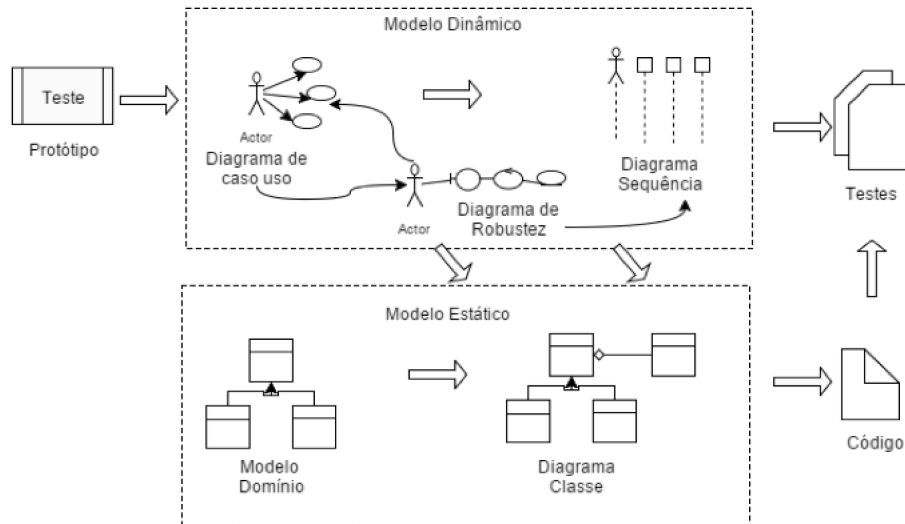 Modelo Dinâmico
Teste
Protótipo
Actor
Diagrama de
caso uso
Actor
Diagrama de
Robustez
Diagrama
Sequência
Testes
Modelo Estático
Modelo
Domínio
Diagrama
Classe
Código